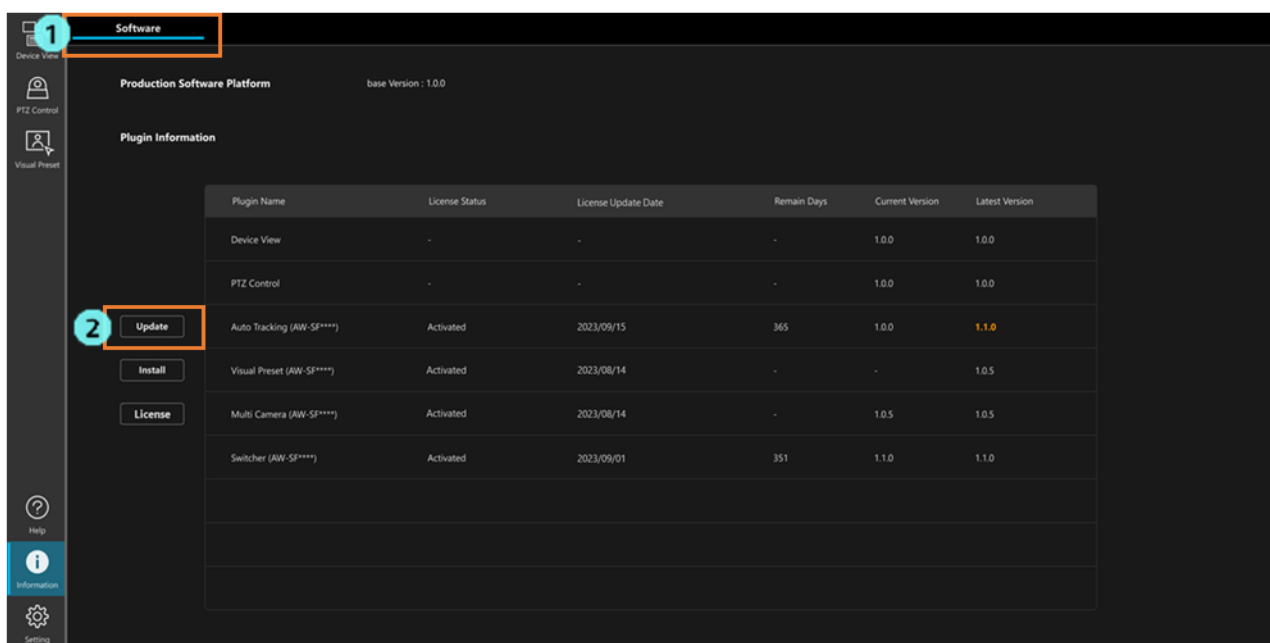 1
Software
Device View
Production Software Platform base Version : 1.0.0
PTZ Control
Plugin Information
Visual Preset
Plugin Name License Status License Update Date Remain Days Current Version Latest Version
Device View - - - 1.0.0 1.0.0
PTZ Control - - - 1.0.0 1.0.0
2 Update Auto Tracking (AW-SF****) Activated 2023/09/15 365 1.0.0 1.1.0
Install Visual Preset (AW-SF****) Activated 2023/08/14 - - 1.0.5
License Multi Camera (AW-SF****) Activated 2023/08/14 - 1.0.5 1.0.5
Switcher (AW-SF****) Activated 2023/09/01 351 1.1.0 1.1.0
Help
Information
Setting